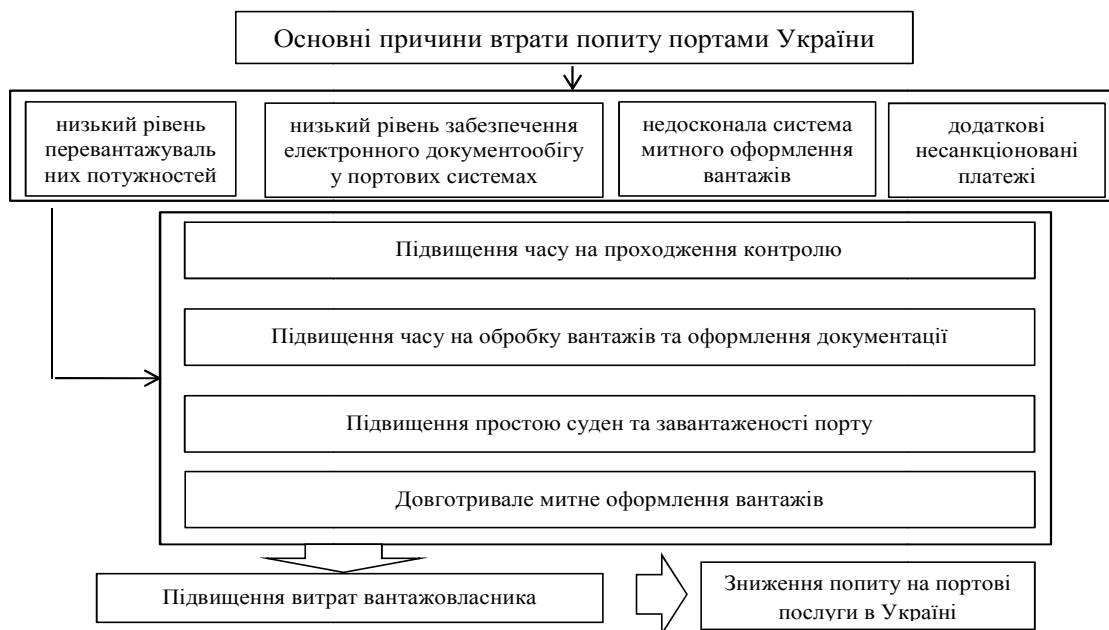 Основні причини втрати попиту портами України
низький рівень
перевантажуваль
них потужностей
низький рівень забезпечення
електронного документообігу
у портових системах
недосконала система
митного оформлення
вантажів
додаткові
несанкціоновані
платежі
Підвищення часу на проходження контролю
Підвищення часу на обробку вантажів та оформлення документації
Підвищення простою суден та завантаженості порту
Довготривале митне оформлення вантажів
Підвищення витрат вантажовласника
Зниження попиту на портові
послуги в Україні